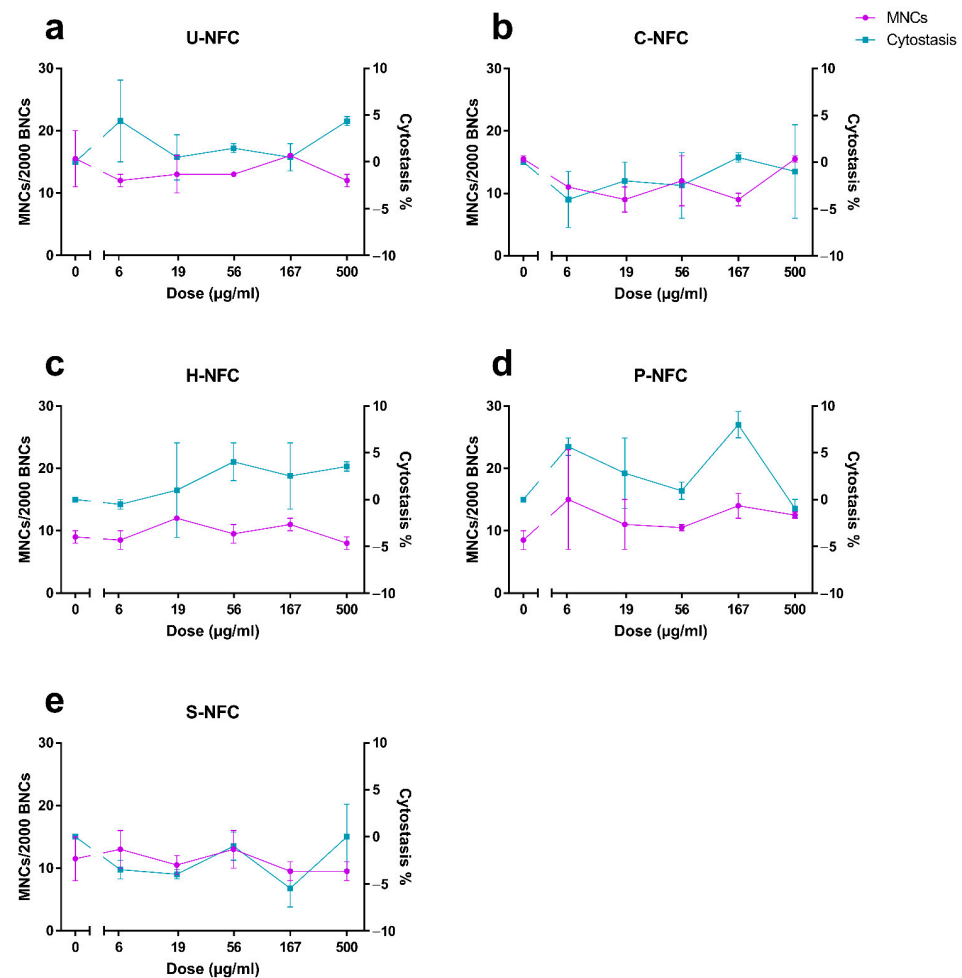 MNCs
Cytostasis
a
U-NFC
30
20
10
0
MNCs/2000 BNCs
10
5
0
−5
−10
Cytostasis %
0 6 19 56 167 500
Dose (µg/ml)
b
C-NFC
30
20
10
0
MNCs/2000 BNCs
10
5
0
−5
−10
Cytostasis %
0 6 19 56 167 500
Dose (µg/ml)
c
H-NFC
30
20
10
0
MNCs/2000 BNCs
10
5
0
−5
−10
Cytostasis %
0 6 19 56 167 500
Dose (µg/ml)
d
P-NFC
30
20
10
0
MNCs/2000 BNCs
10
5
0
−5
−10
Cytostasis %
0 6 19 56 167 500
Dose (µg/ml)
e
S-NFC
30
20
10
0
MNCs/2000 BNCs
10
5
0
−5
−10
Cytostasis %
0 6 19 56 167 500
Dose (µg/ml)